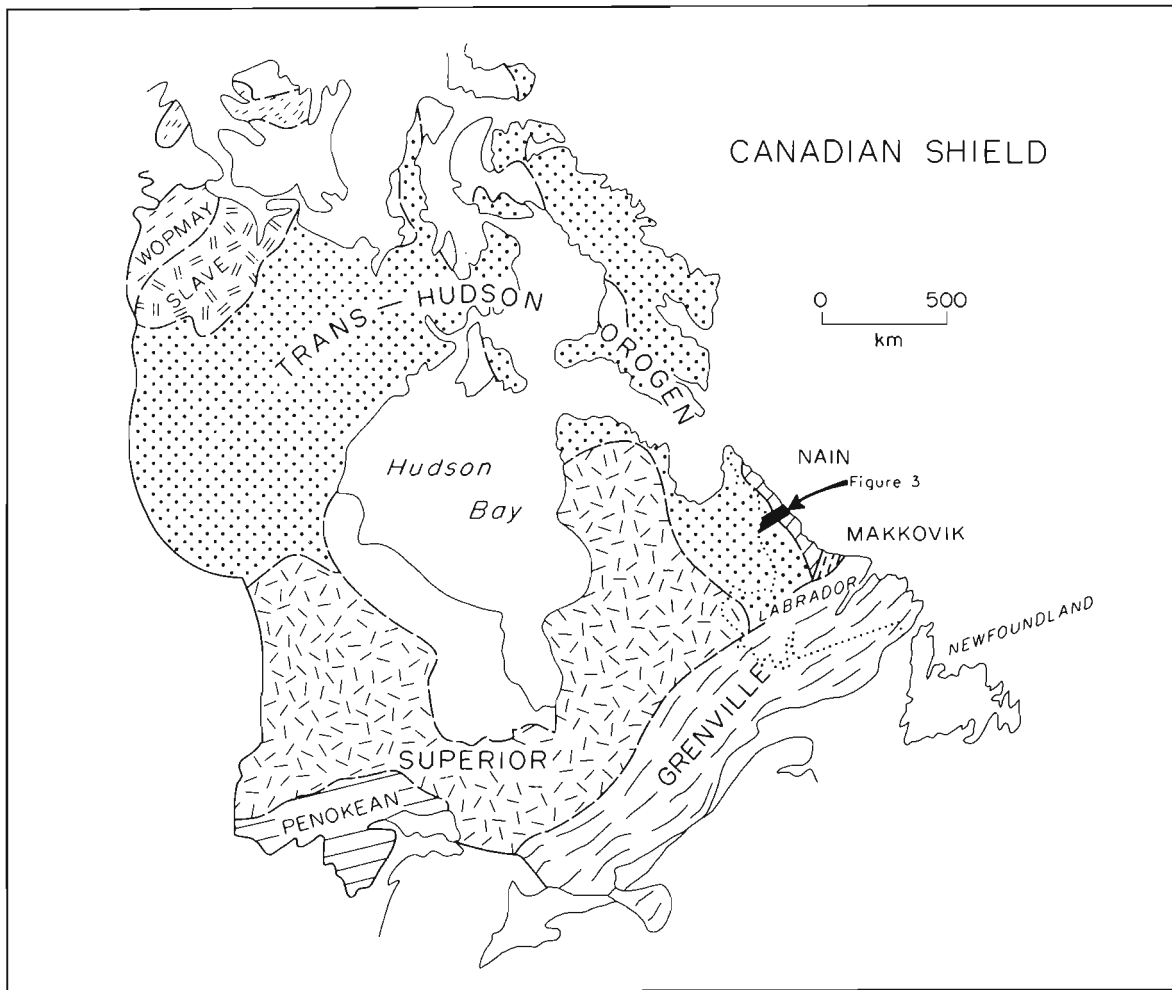 CANADIAN SHIELD
WOPMAY
SLAVE
TRANS — HUDSON
OROGEN
0 500
km
Hudson
Bay
NAIN
Figure 3
MAKKOVIK
LABRADOR
NEWFOUNDLAND
GRENVILLE
SUPERIOR
PENOKEAN